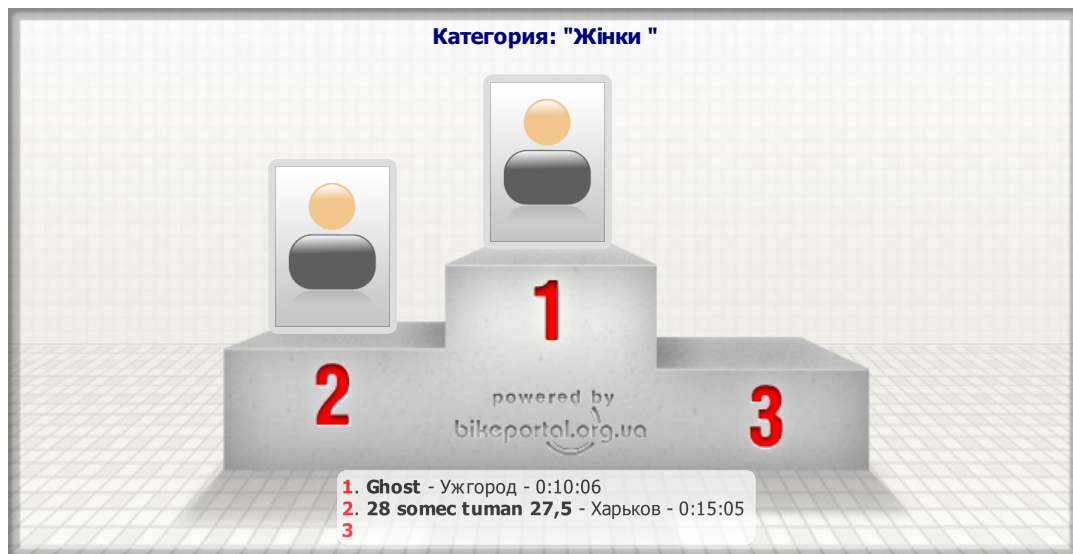 Категория: "Жінки "
1
2
3
powered by
bikeportal.org.ua
1. Ghost - Ужгород - 0:10:06
2. 28 somec tuman 27,5 - Харьков - 0:15:05
3